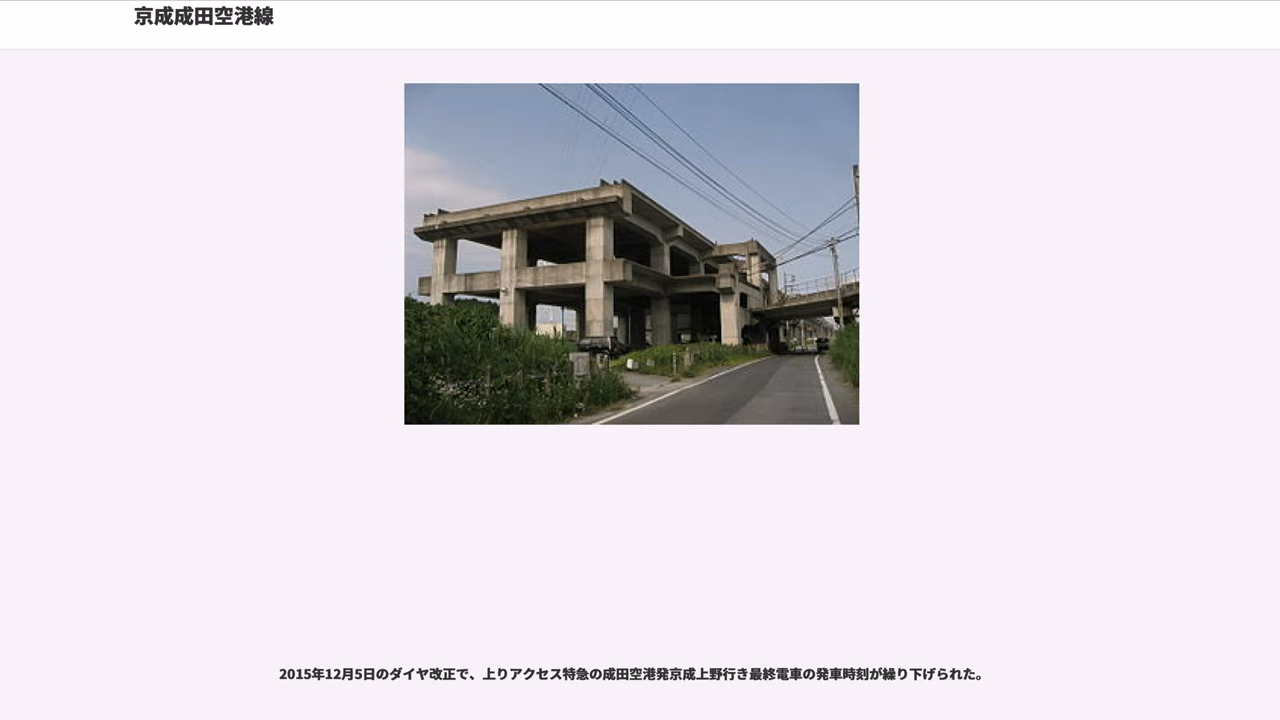 京成成田空港線
2015年12月5日のダイヤ改正で、上りアクセス特急の成田空港発京成上野行き最終電車の発車時刻が繰り下げられた。